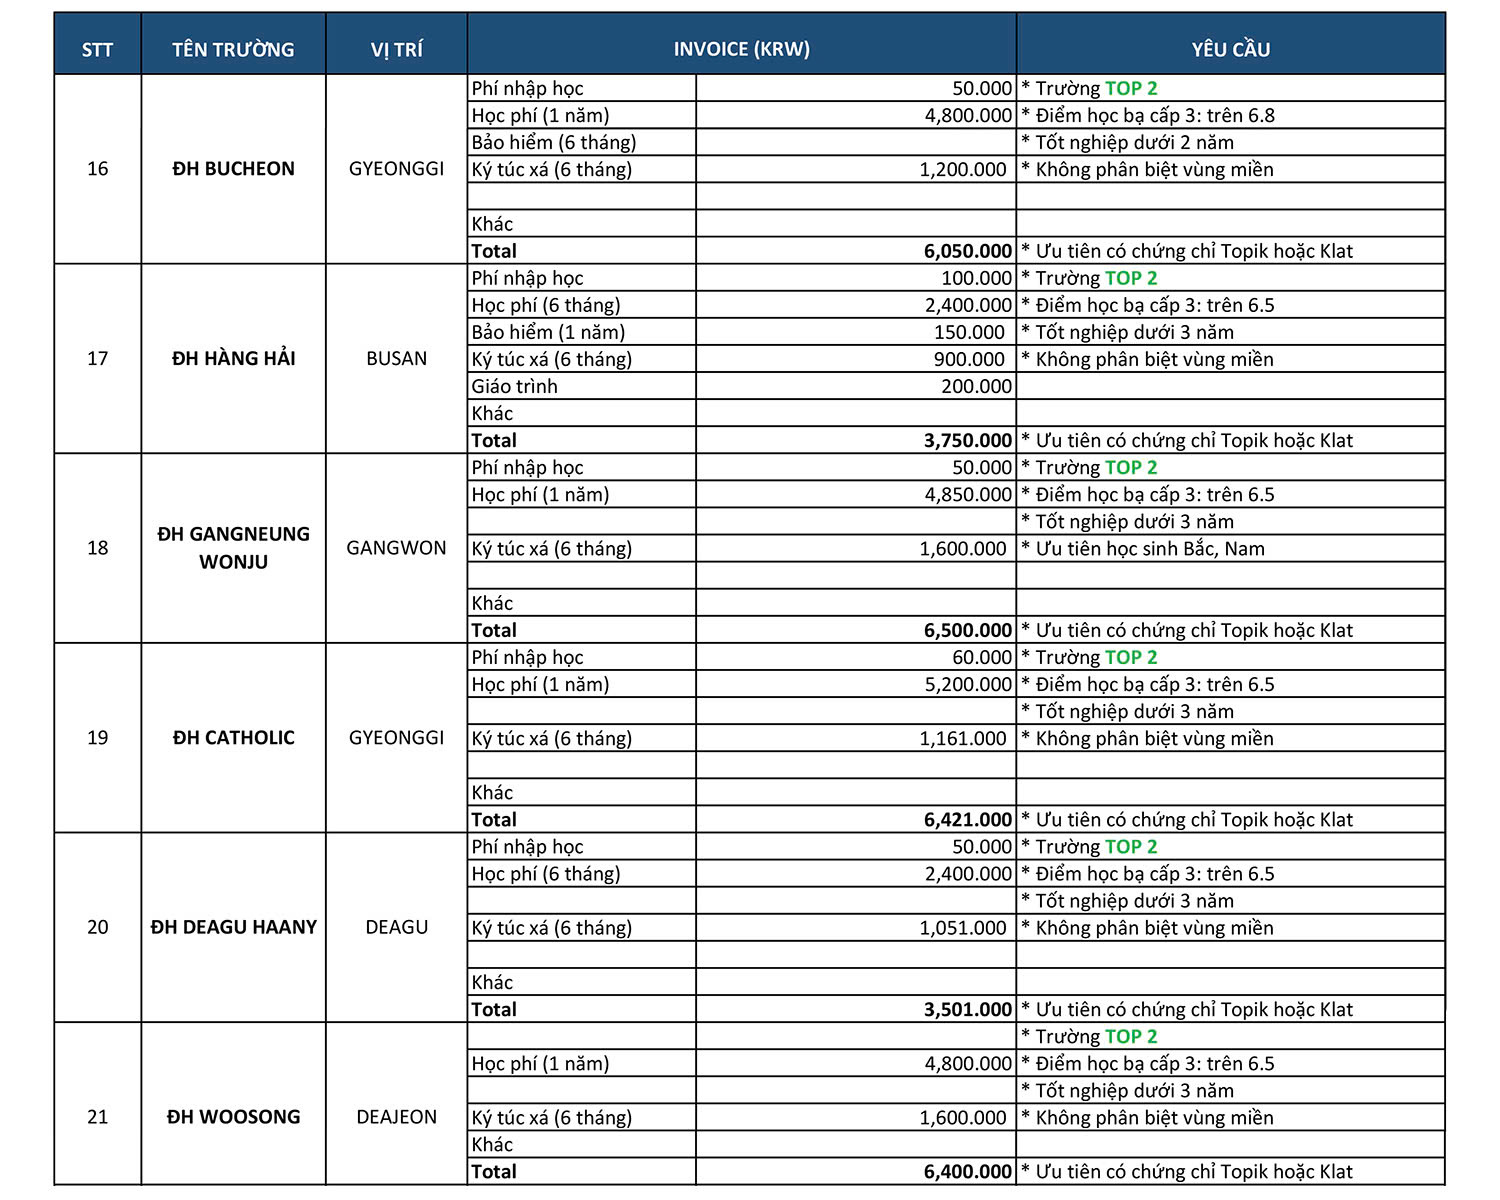 STT TÊN TRƯỜNG VỊ TRÍ INVOICE (KRW) YÊU CẦU
Phí nhập học 50.000 * Trường TOP 2
Học phí (1 năm) 4,800.000 * Điểm học bạ cấp 3: trên 6.8
Bảo hiểm (6 tháng) * Tốt nghiệp dưới 2 năm
16 ĐH BUCHEON GYEONGGI Ký túc xá (6 tháng) 1,200.000 * Không phân biệt vùng miền
Khác
Total 6,050.000 * Ưu tiên có chứng chỉ Topik hoặc Klat
Phí nhập học 100.000 * Trường TOP 2
Học phí (6 tháng) 2,400.000 * Điểm học bạ cấp 3: trên 6.5
Bảo hiểm (1 năm) 150.000 * Tốt nghiệp dưới 3 năm
17 ĐH HÀNG HẢI BUSAN Ký túc xá (6 tháng) 900.000 * Không phân biệt vùng miền
Giáo trình 200.000
Khác
Total 3,750.000 * Ưu tiên có chứng chỉ Topik hoặc Klat
Phí nhập học 50.000 * Trường TOP 2
Học phí (1 năm) 4,850.000 * Điểm học bạ cấp 3: trên 6.5
* Tốt nghiệp dưới 3 năm
18 ĐH GANGNEUNG WONJU GANGWON Ký túc xá (6 tháng) 1,600.000 * Ưu tiên học sinh Bắc, Nam
Khác
Total 6,500.000 * Ưu tiên có chứng chỉ Topik hoặc Klat
Phí nhập học 60.000 * Trường TOP 2
Học phí (1 năm) 5,200.000 * Điểm học bạ cấp 3: trên 6.5
* Tốt nghiệp dưới 3 năm
19 ĐH CATHOLIC GYEONGGI Ký túc xá (6 tháng) 1,161.000 * Không phân biệt vùng miền
Khác
Total 6,421.000 * Ưu tiên có chứng chỉ Topik hoặc Klat
Phí nhập học 50.000 * Trường TOP 2
Học phí (6 tháng) 2,400.000 * Điểm học bạ cấp 3: trên 6.5
* Tốt nghiệp dưới 3 năm
20 ĐH DEAGU HAANY DEAGU Ký túc xá (6 tháng) 1,051.000 * Không phân biệt vùng miền
Khác
Total 3,501.000 * Ưu tiên có chứng chỉ Topik hoặc Klat
* Trường TOP 2
Học phí (1 năm) 4,800.000 * Điểm học bạ cấp 3: trên 6.5
* Tốt nghiệp dưới 3 năm
21 ĐH WOOSONG DEAJEON Ký túc xá (6 tháng) 1,600.000 * Không phân biệt vùng miền
Khác
Total 6,400.000 * Ưu tiên có chứng chỉ Topik hoặc Klat